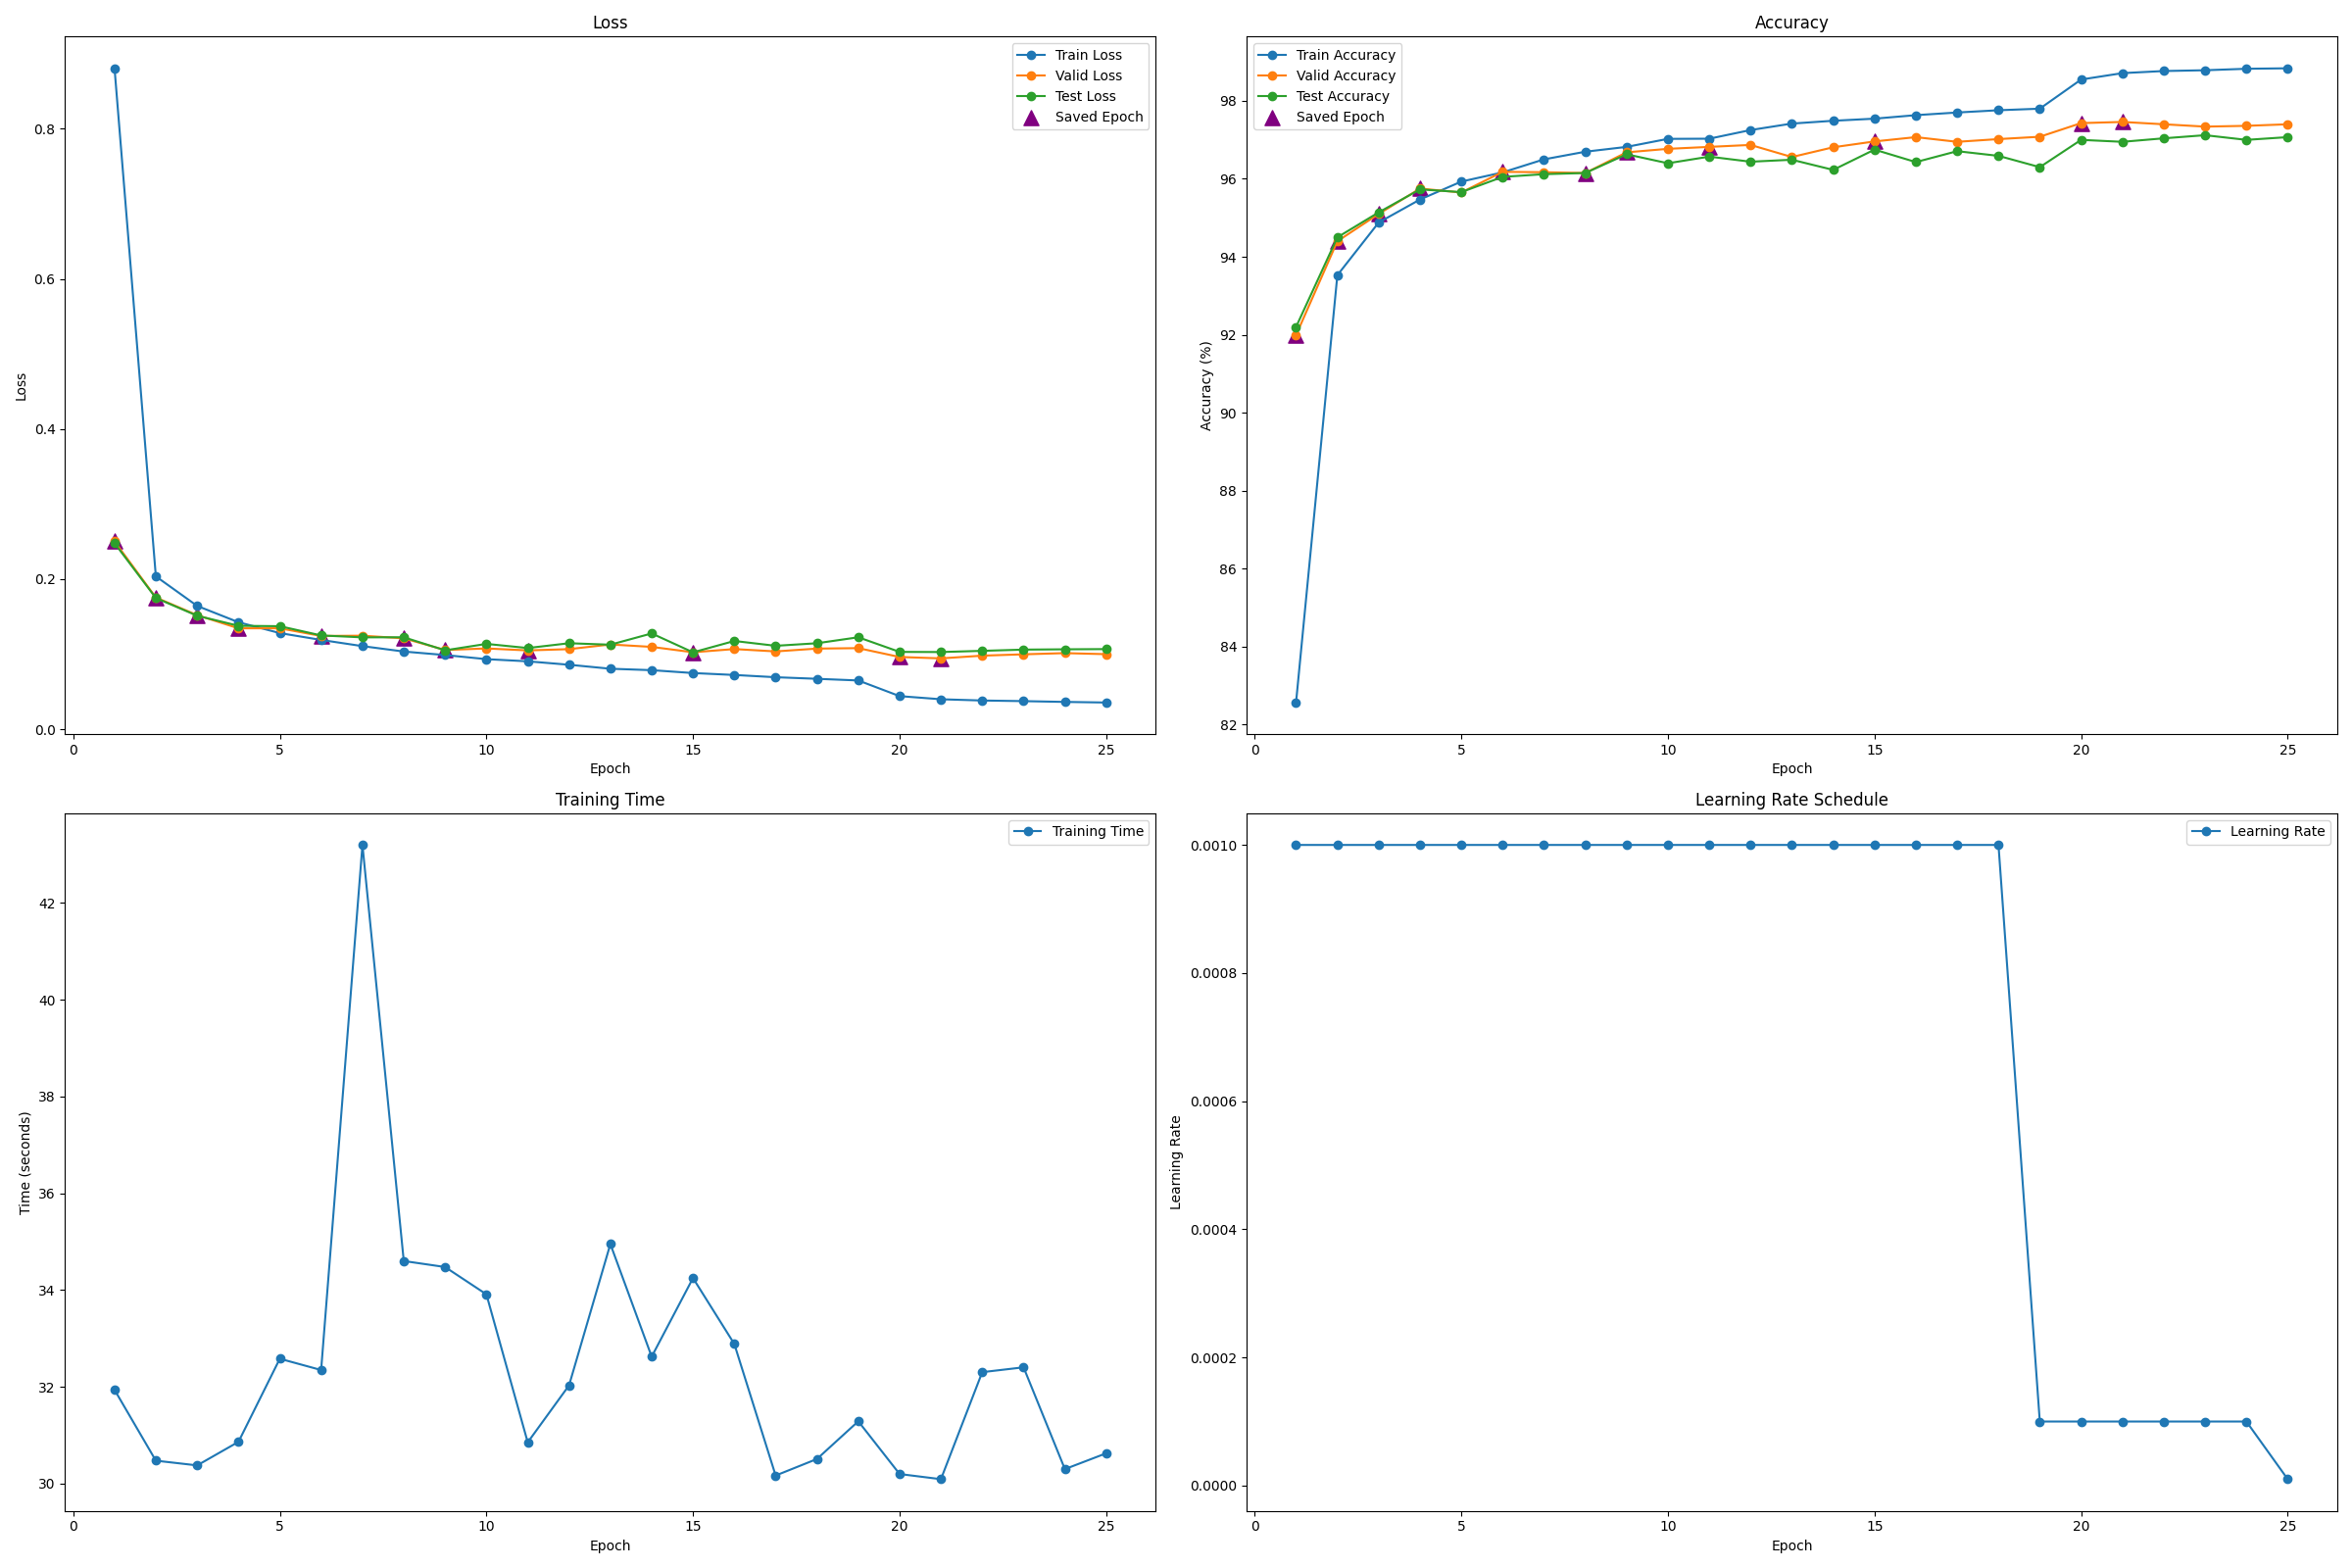 Loss
Train Loss
Valid Loss
Test Loss
Saved Epoch
Loss
0.8
0.6
0.4
0.2
0.0
0 5 10 15 20 25
Epoch
Accuracy
Train Accuracy
Valid Accuracy
Test Accuracy
Saved Epoch
Accuracy (%)
98
96
94
92
90
88
86
84
82
0 5 10 15 20 25
Epoch
Training Time
Training Time
Time (seconds)
42
40
38
36
34
32
30
0 5 10 15 20 25
Epoch
Learning Rate Schedule
Learning Rate
Learning Rate
0.0010
0.0008
0.0006
0.0004
0.0002
0.0000
0 5 10 15 20 25
Epoch